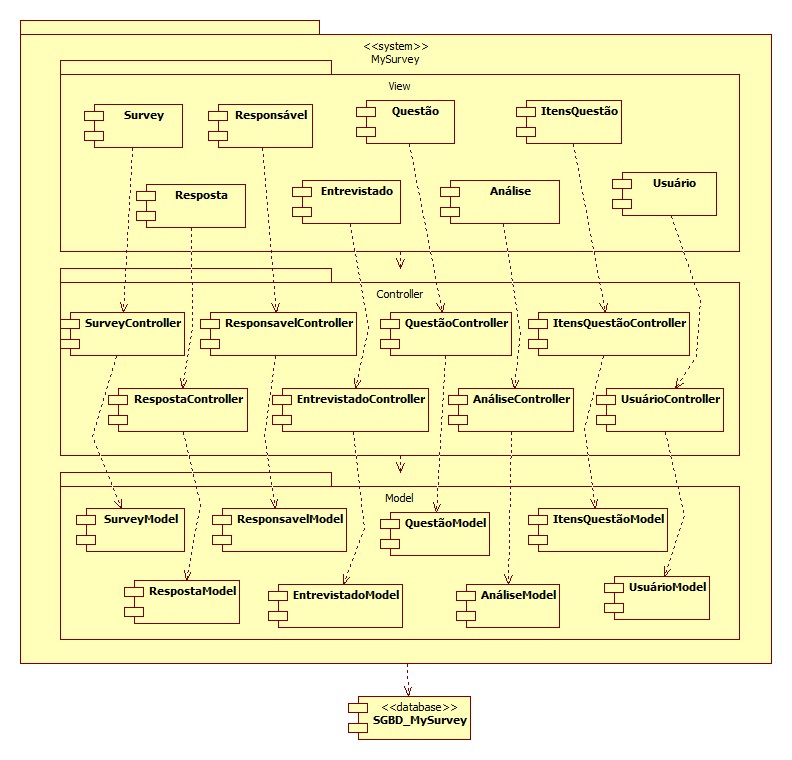 <<system>>
MySurvey
View
Survey
Responsável
Questão
ItensQuestão
Resposta
Entrevistado
Análise
Usuário
Controller
SurveyController
ResponsavelController
QuestãoController
ItensQuestãoController
RespostaController
EntrevistadoController
AnáliseController
UsuárioController
Model
SurveyModel
ResponsavelModel
QuestãoModel
ItensQuestãoModel
RespostaModel
EntrevistadoModel
AnáliseModel
UsuárioModel
<<database>>
SGBD_MySurvey